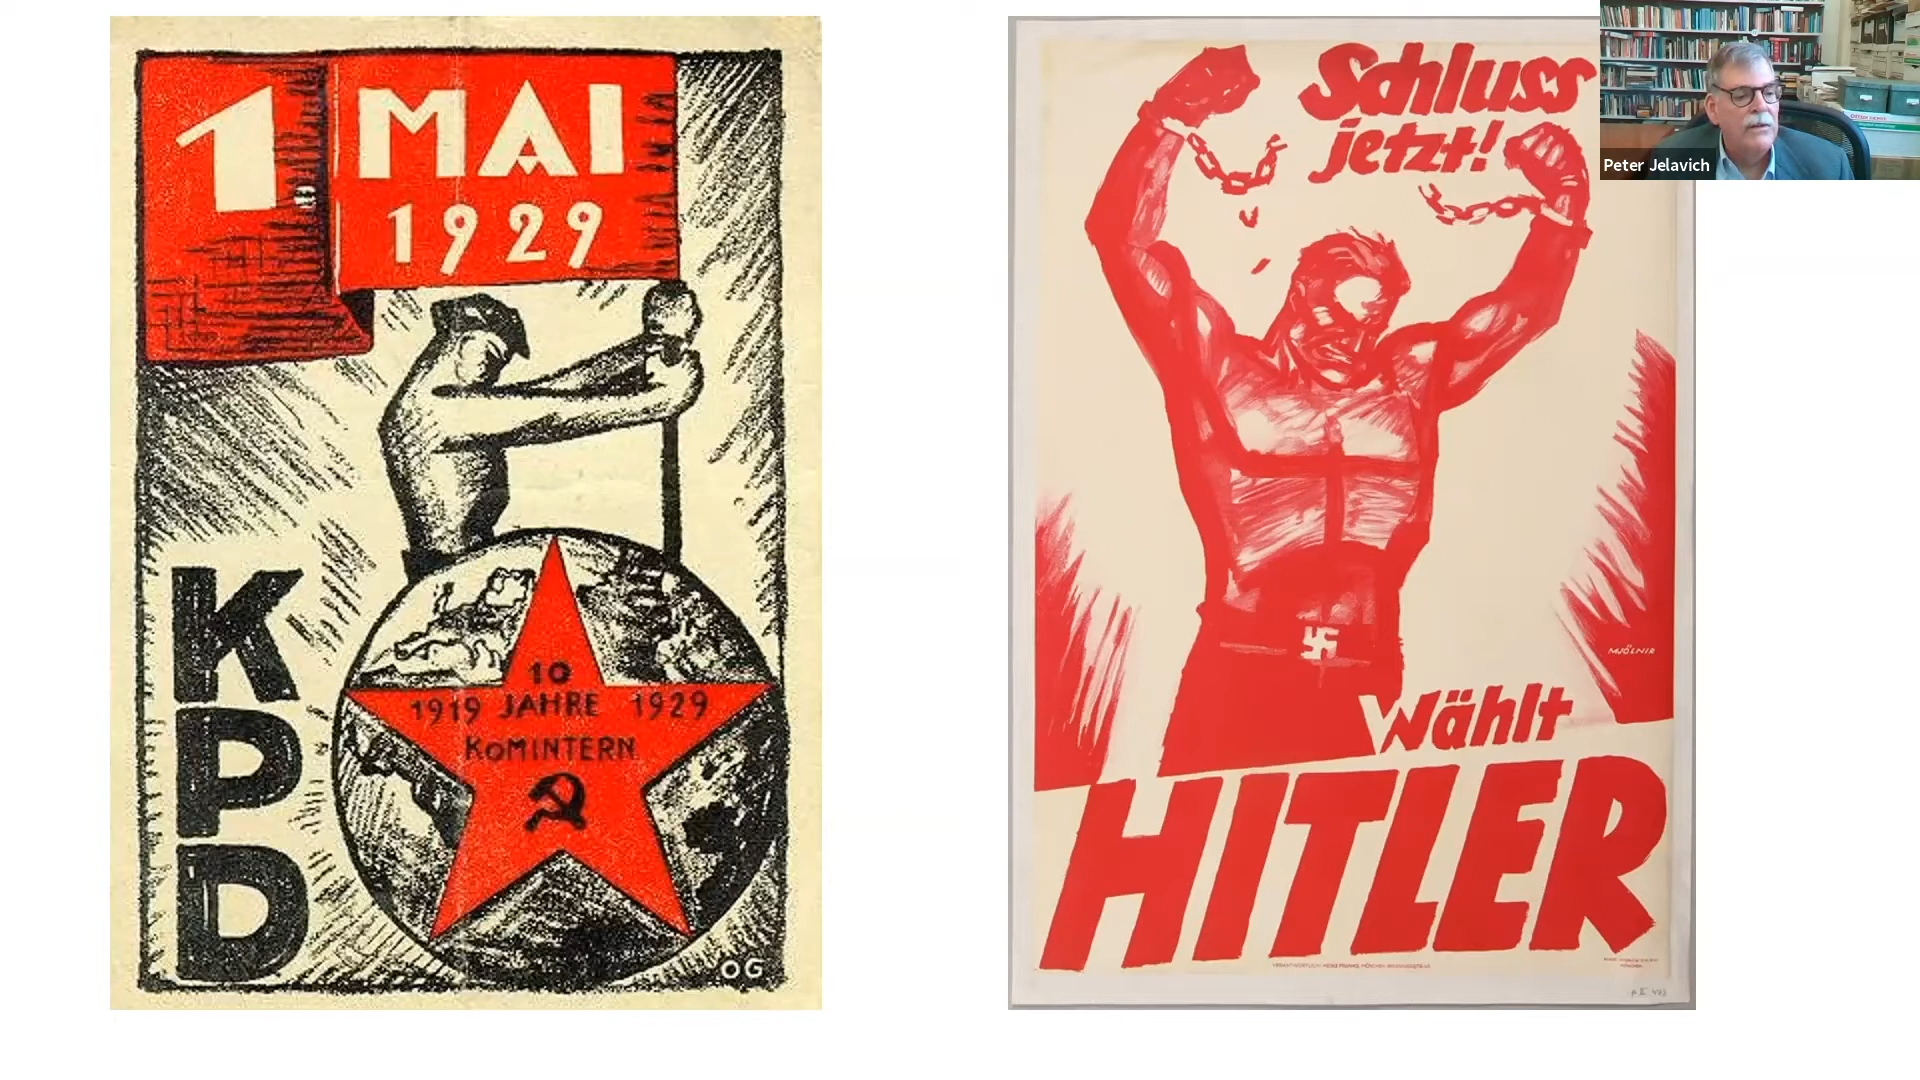 1 MAI
1929
KPD
10
1919 JAHRE 1929
KOMINTERN
OG
Schluss
jetzt!
MJÖLNIR
Wählt
HITLER
Peter Jelavich